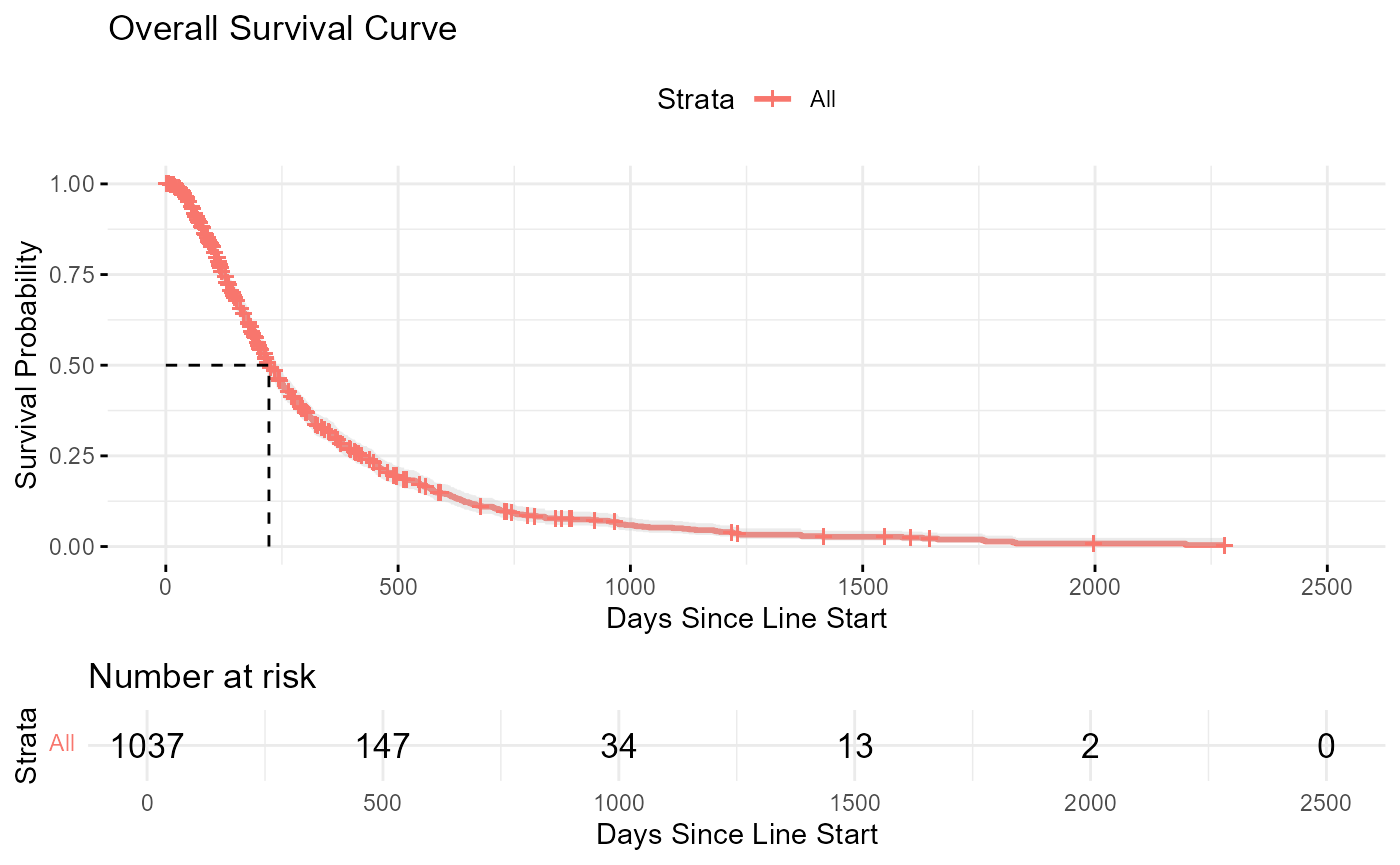 Overall Survival Curve
Strata All
Survival Probability
1.00
0.75
0.50
0.25
0.00
0 500 1000 1500 2000 2500
Days Since Line Start
Number at risk
Strata
All 1037 147 34 13 2 0
0 500 1000 1500 2000 2500
Days Since Line Start